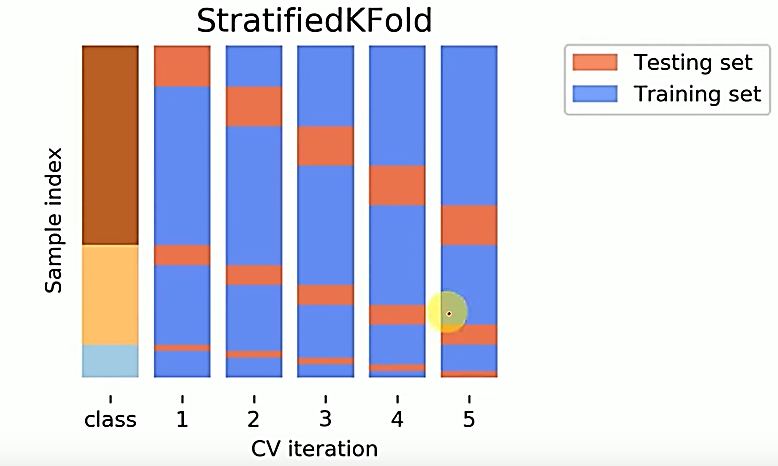 StratifiedKFold
Testing set
Training set
Sample index
class 1 2 3 4 5
CV iteration